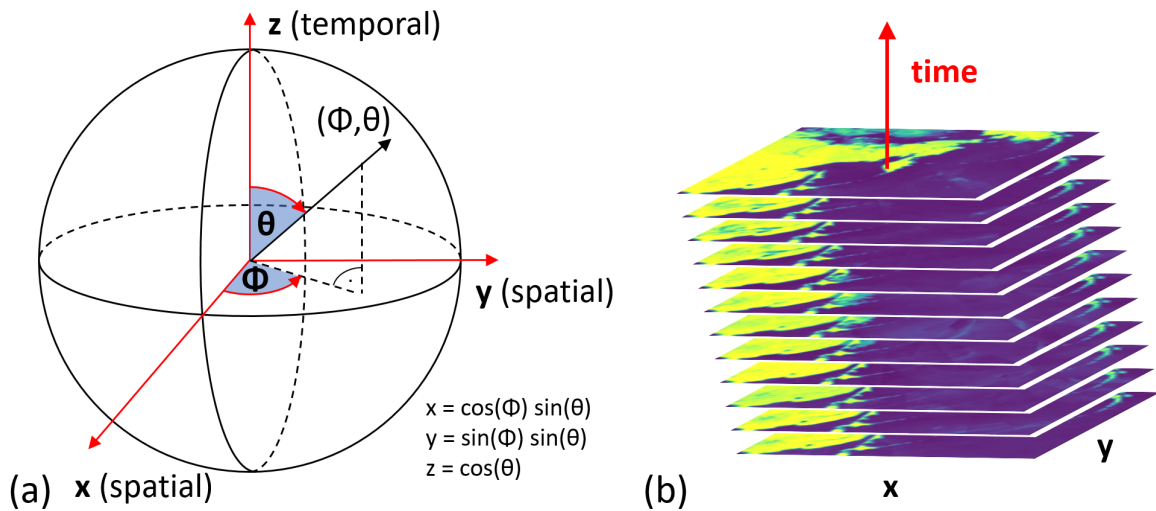 z (temporal)
(Φ,θ)
θ
Φ
y (spatial)
x = cos(Φ) sin(θ)
y = sin(Φ) sin(θ)
z = cos(θ)
x (spatial)
(a)
time
y
x
(b)